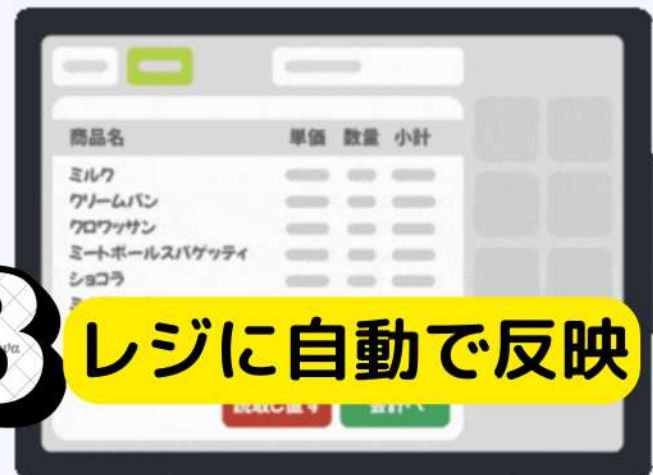 商品名 単価 数量 小計
ミルク
クリームパン
クロワッサン
ミートボールスパゲッティ
ショコラ
3 レジに自動で反映